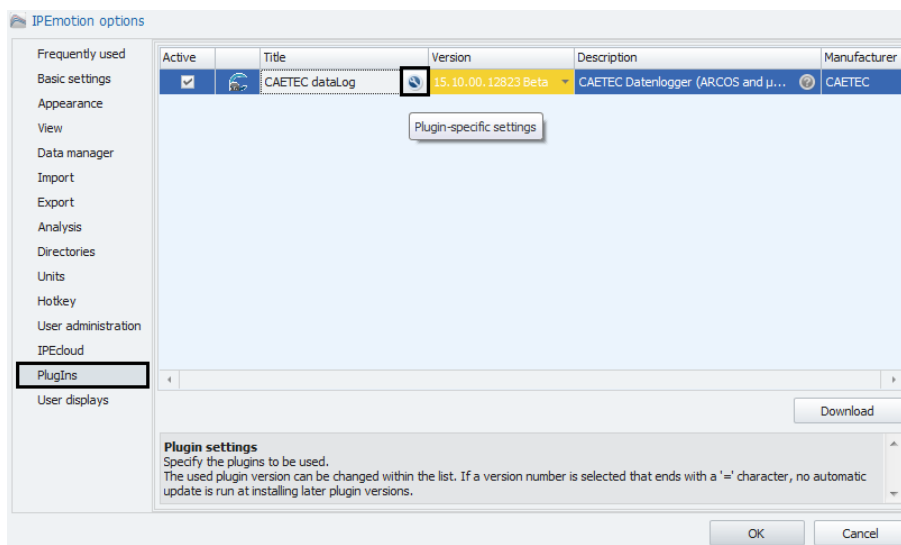 IPEmotion options
Frequently used
Basic settings
Appearance
View
Data manager
Import
Export
Analysis
Directories
Units
Hotkey
User administration
IPEcloud
PlugIns
User displays
Active Title Version Description Manufacturer
CAETEC dataLog 15.10.00.12823 Beta CAETEC Datenlogger (ARCOS and µ... CAETEC
Plugin-specific settings
Download
Plugin settings
Specify the plugins to be used.
The used plugin version can be changed within the list. If a version number is selected that ends with a '=' character, no automatic
update is run at installing later plugin versions.
OK Cancel